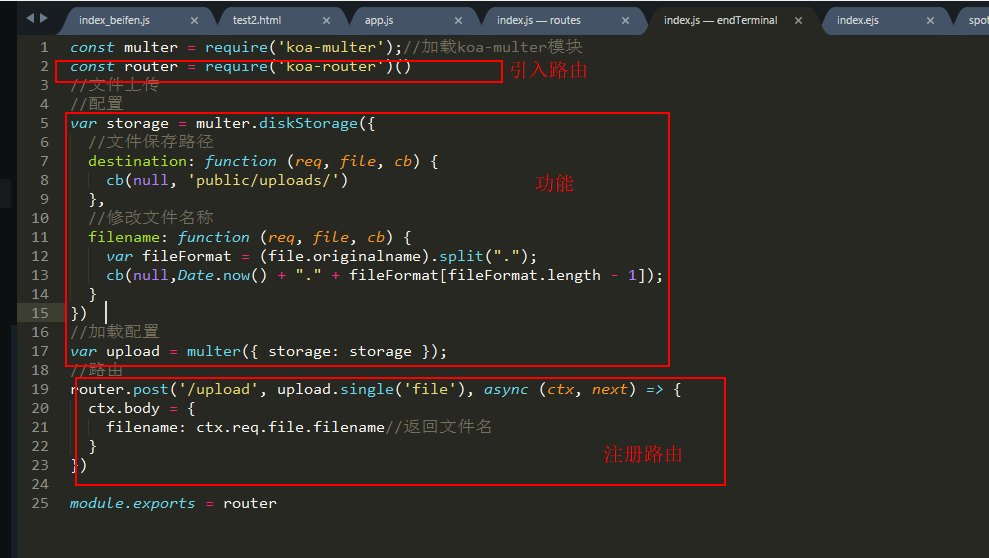 index_beifen.js × test2.html × app.js × index.js — routes × index.js — endTerminal × index.ejs × spot
1 const multer = require('koa-multer');//加载koa-multer模块
2 const router = require('koa-router')() 引入路由
3 //文件上传
4 //配置
5 var storage = multer.diskStorage({
6 //文件保存路径
7 destination: function (req, file, cb) {
8 cb(null, 'public/uploads/') 功能
9 },
10 //修改文件名称
11 filename: function (req, file, cb) {
12 var fileFormat = (file.originalname).split(".");
13 cb(null,Date.now() + "." + fileFormat[fileFormat.length - 1]);
14 }
15 })
16 //加载配置
17 var upload = multer({ storage: storage });
18 //路由
19 router.post('/upload', upload.single('file'), async (ctx, next) => {
20 ctx.body = {
21 filename: ctx.req.file.filename//返回文件名
22 } 注册路由
23 })
24
25 module.exports = router